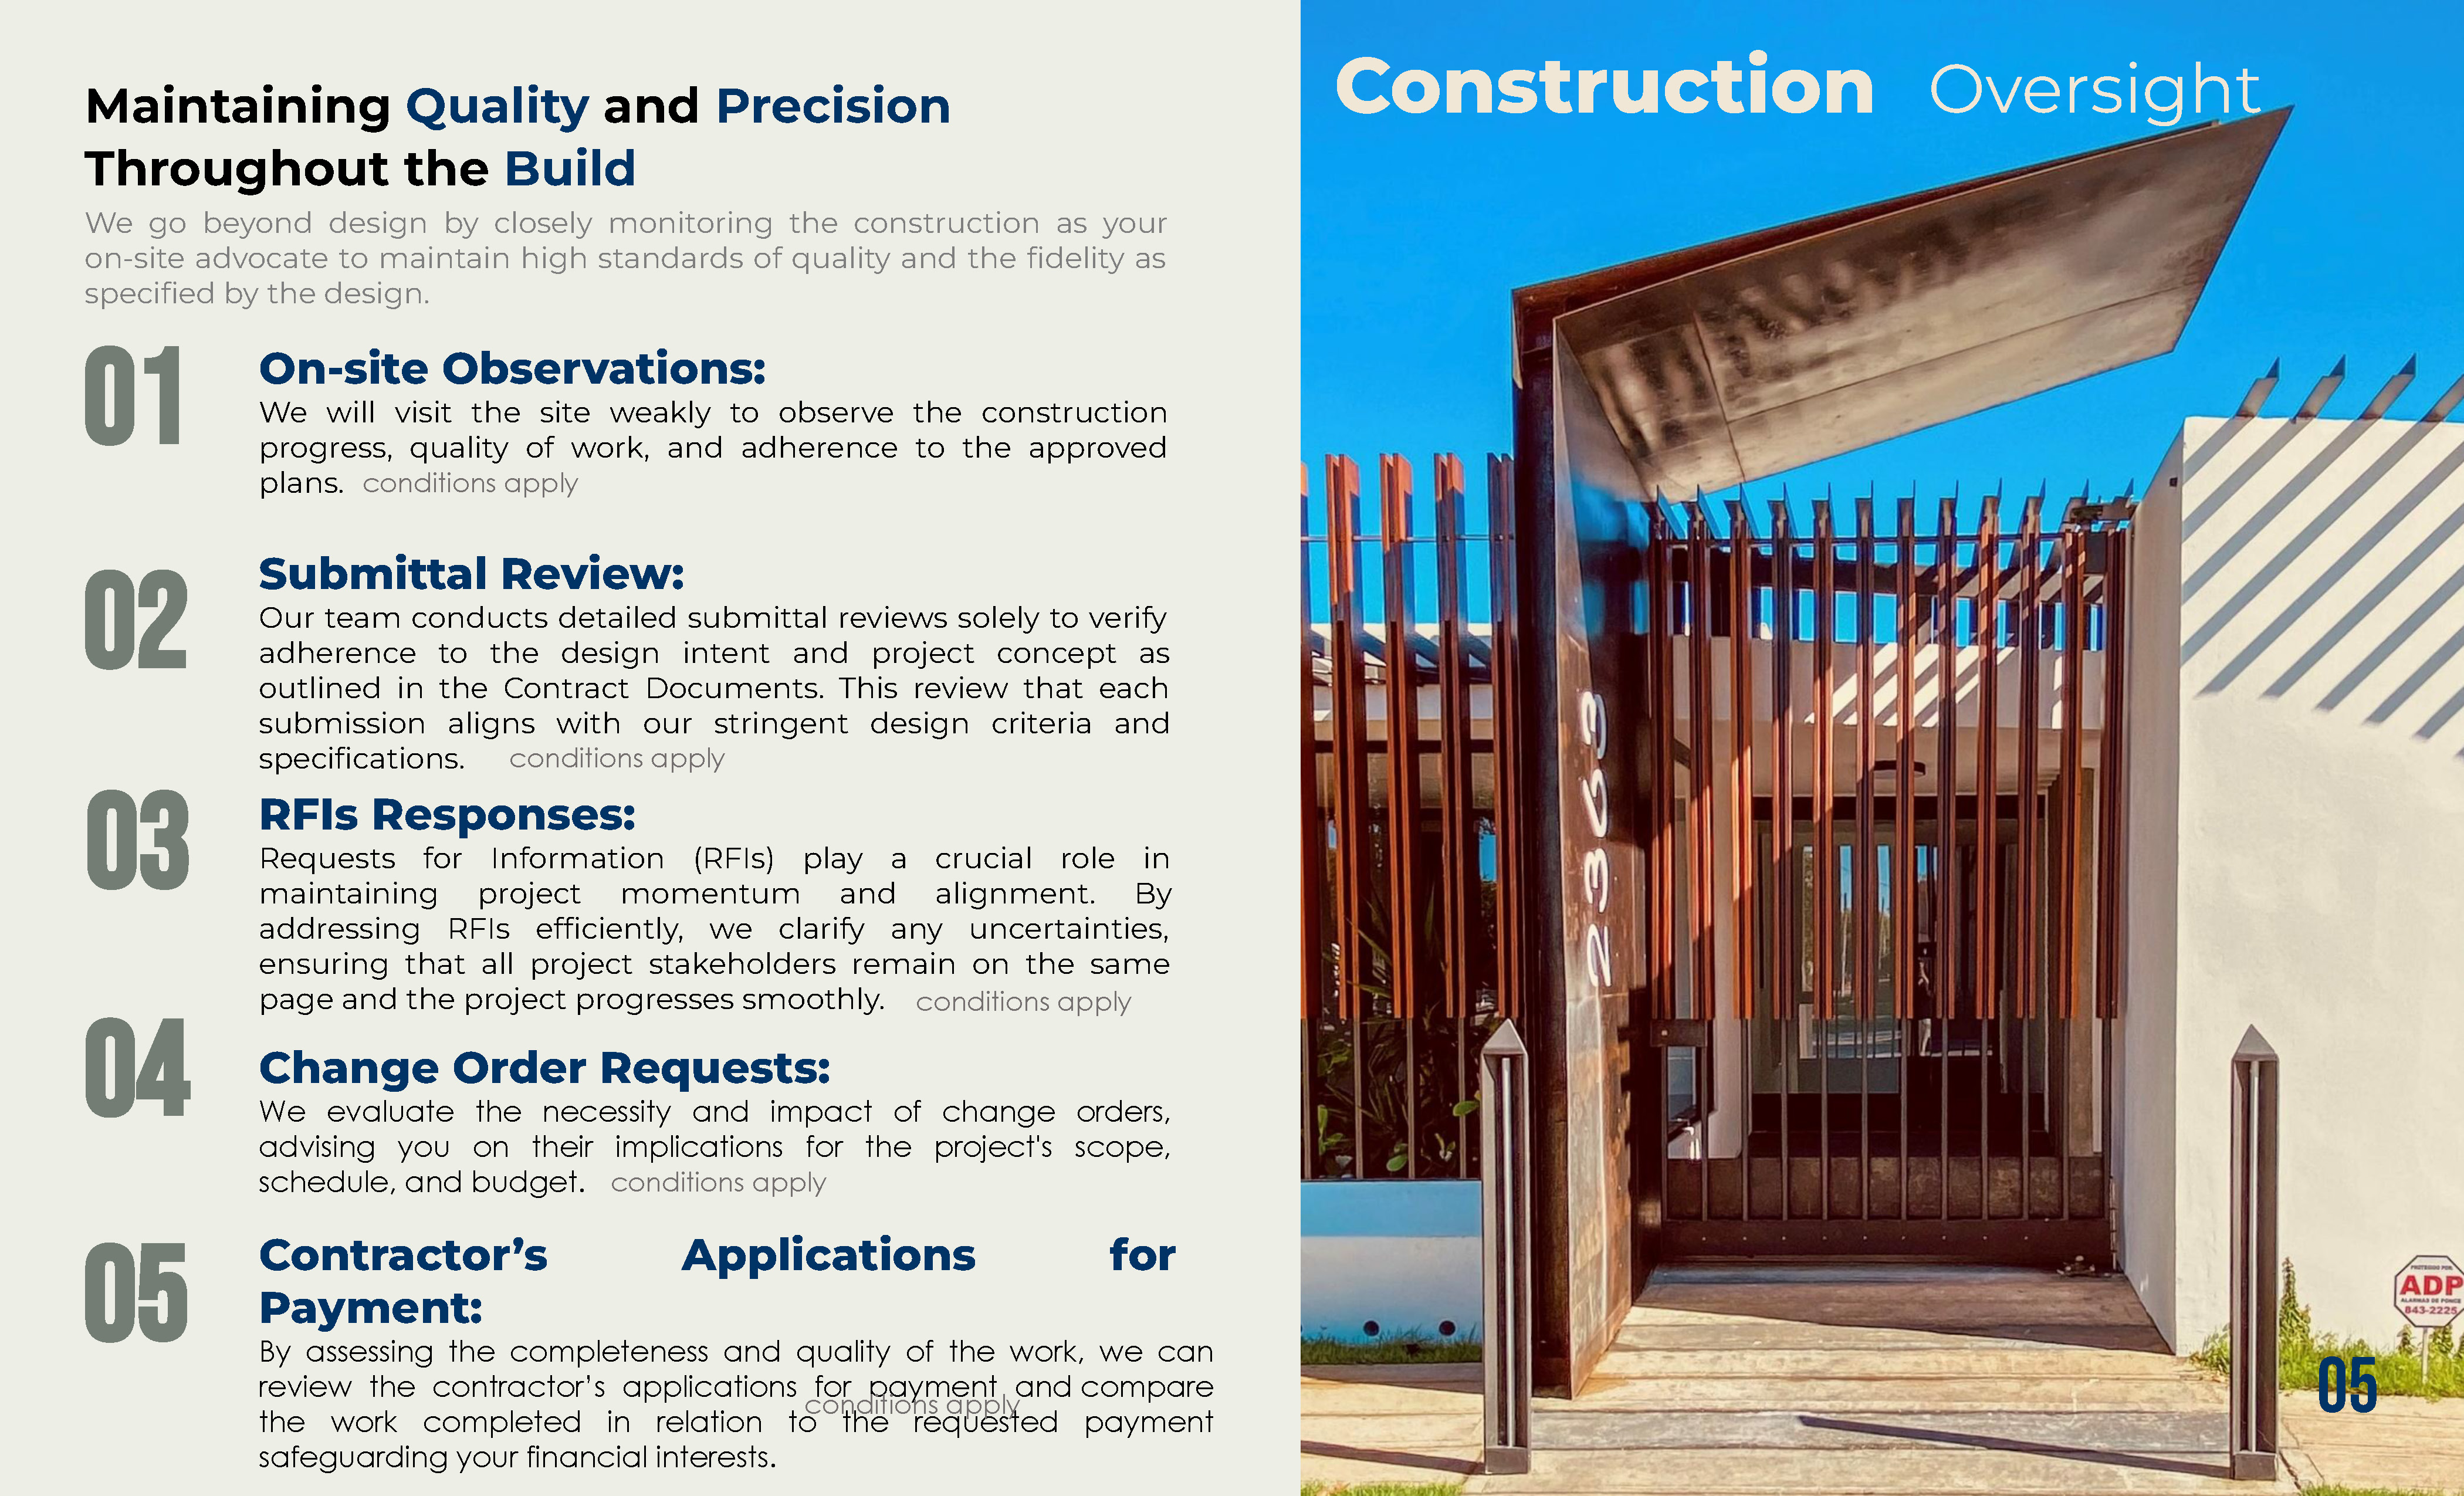 Maintaining Quality and Precision
Throughout the Build
We go beyond design by closely monitoring the construction as your
on-site advocate to maintain high standards of quality and the fidelity as
specified by the design.
01
On-site Observations:
We will visit the site weakly to observe the construction
progress, quality of work, and adherence to the approved
plans. conditions apply
02
Submittal Review:
Our team conducts detailed submittal reviews solely to verify
adherence to the design intent and project concept as
outlined in the Contract Documents. This review that each
submission aligns with our stringent design criteria and
specifications. conditions apply
03
RFIs Responses:
Requests for Information (RFIs) play a crucial role in
maintaining project momentum and alignment. By
addressing RFIs efficiently, we clarify any uncertainties,
ensuring that all project stakeholders remain on the same
page and the project progresses smoothly. conditions apply
04
Change Order Requests:
We evaluate the necessity and impact of change orders,
advising you on their implications for the project's scope,
schedule, and budget. conditions apply
05
Contractor’s Applications for
Payment:
By assessing the completeness and quality of the work, we can
review the contractor’s applications for payment and compare
conditions apply
the work completed in relation to the requested payment
safeguarding your financial interests.
Construction Oversight
2363
PROTEGIDO POR
ADP
ALARMAS DE PONCE
843-2225
05